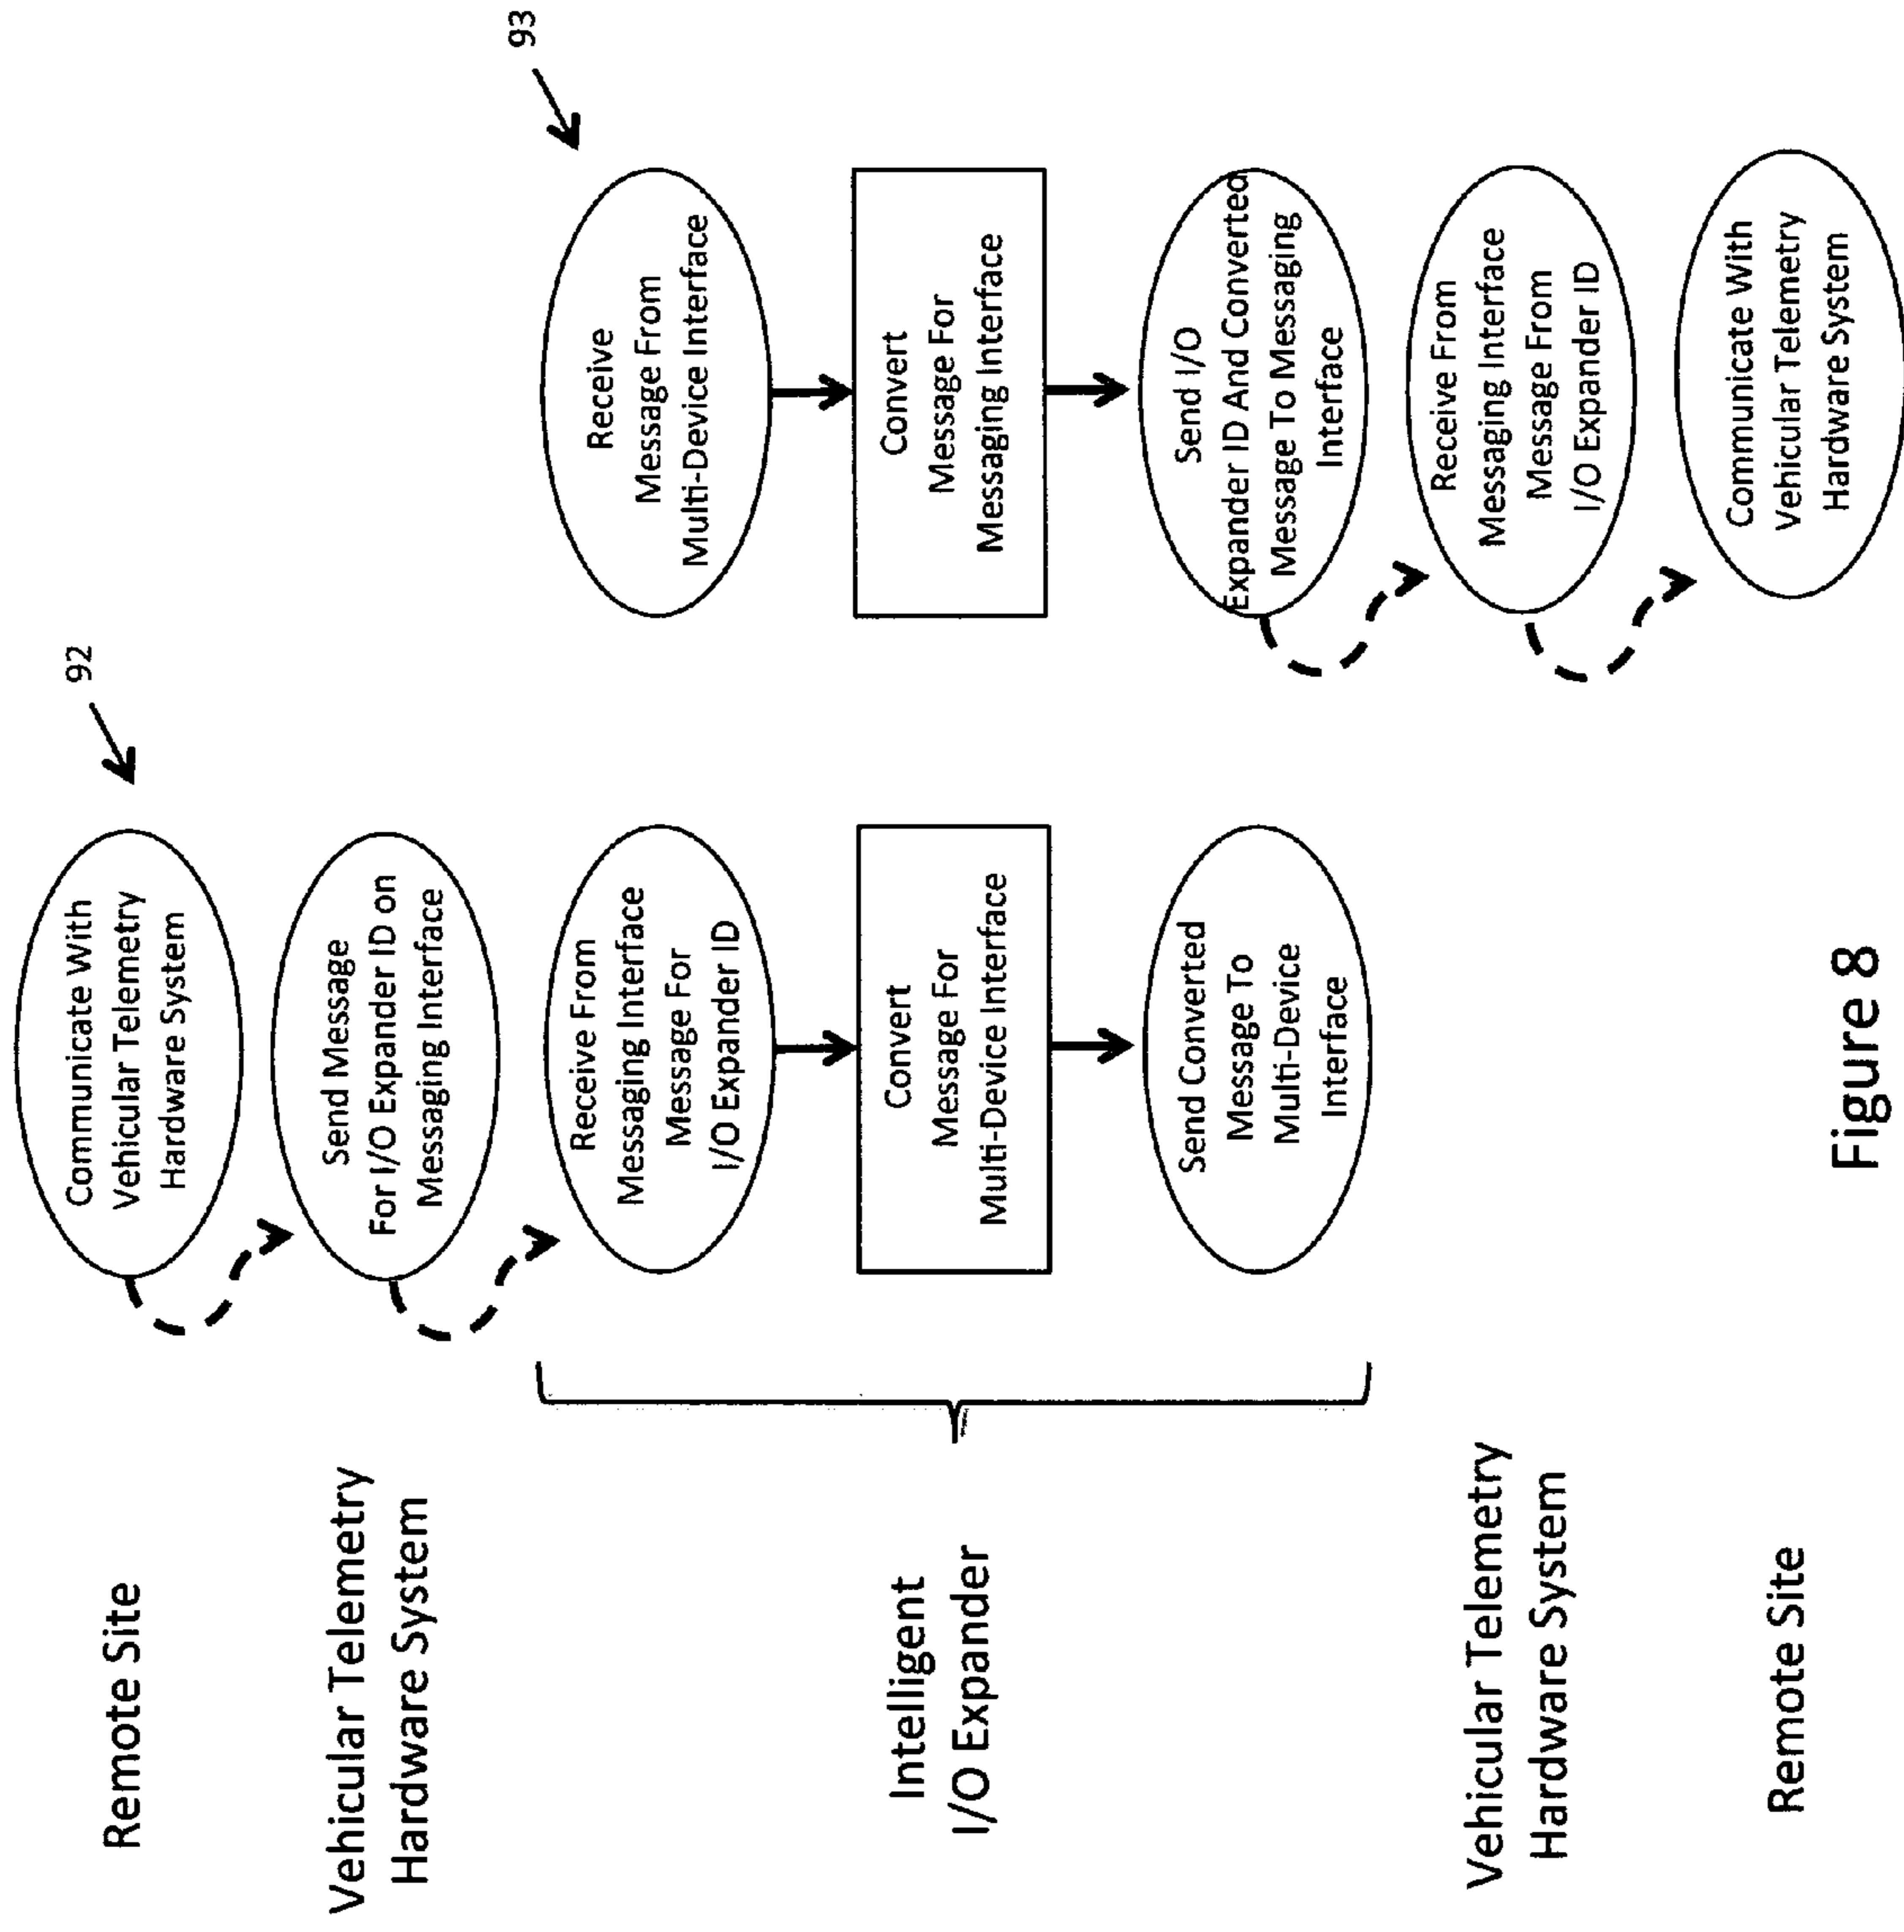 92
93
Remote Site
Communicate With
Vehicular Telemetry
Hardware System
Vehicular Telemetry
Hardware System
Send Message
For I/O Expander ID on
Messaging Interface
Intelligent
I/O Expander
Receive From
Messaging Interface
Message For
I/O Expander ID
Convert
Message For
Multi-Device Interface
Send Converted
Message To
Multi-Device
Interface
Receive
Message From
Multi-Device Interface
Convert
Message For
Messaging Interface
Send I/O
Expander ID And Converted
Message To Messaging
Interface
Vehicular Telemetry
Hardware System
Receive From
Messaging Interface
Message From
I/O Expander ID
Remote Site
Communicate With
Vehicular Telemetry
Hardware System
Figure 8